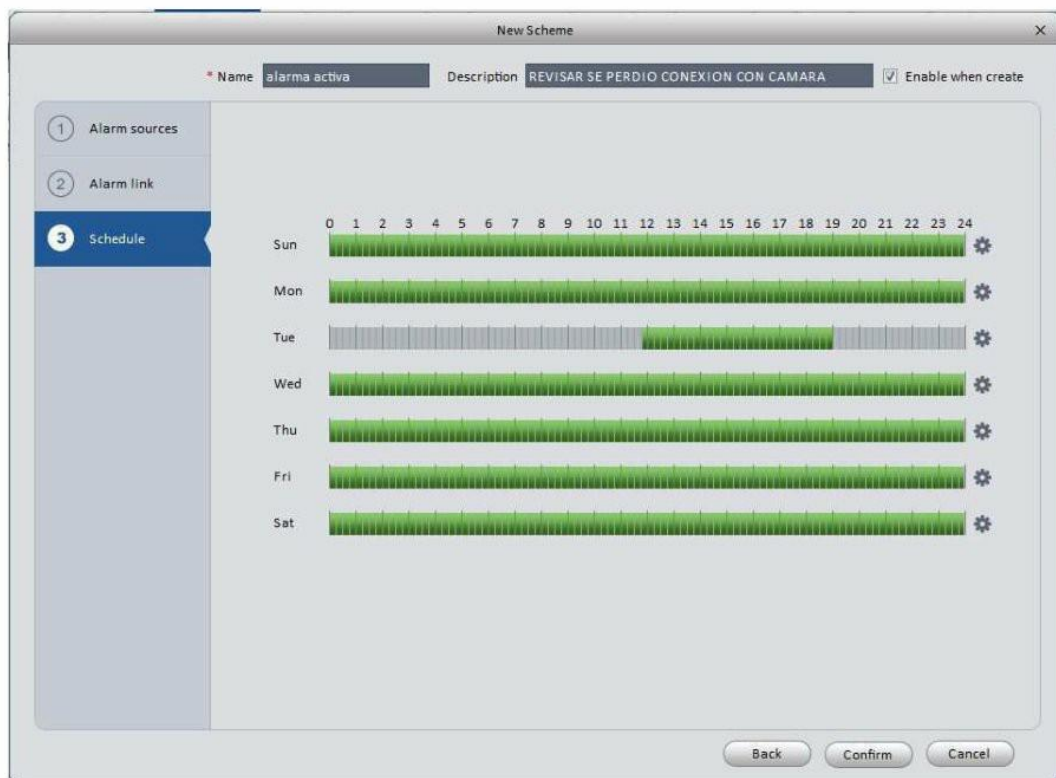 New Scheme
* Name alarma activa Description REVISAR SE PERDIO CONEXION CON CAMARA Enable when create
1 Alarm sources
2 Alarm link
3 Schedule
0 1 2 3 4 5 6 7 8 9 10 11 12 13 14 15 16 17 18 19 20 21 22 23 24
Sun
Mon
Tue
Wed
Thu
Fri
Sat
Back Confirm Cancel